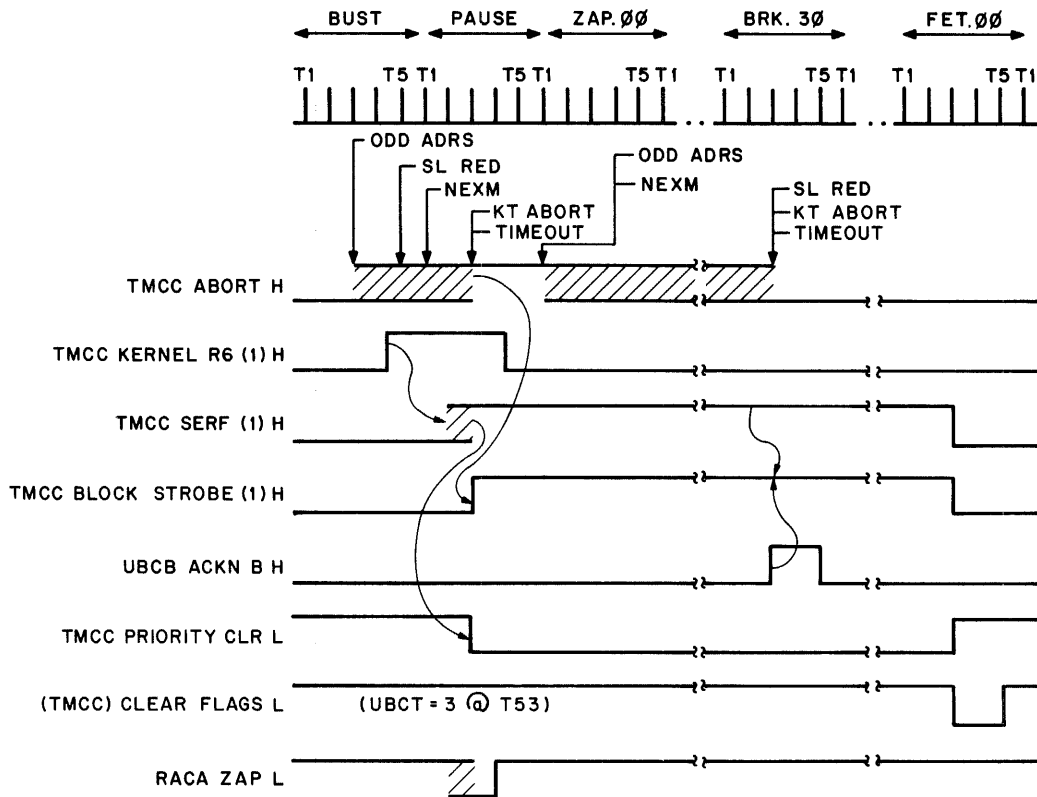 BUST PAUSE ZAP.ØØ BRK.3Ø FET.ØØ
T1 T5 T1 T5 T1 T5 T1 T1 T5 T1 T1 T5 T1
ODD ADRS
SL RED
NEXM
KT ABORT
TIMEOUT
ODD ADRS
NEXM
SL RED
KT ABORT
TIMEOUT
TMCC ABORT H
TMCC KERNEL R6 (1) H
TMCC SERF (1) H
TMCC BLOCK STROBE (1) H
UBCB ACKN B H
TMCC PRIORITY CLR L
(TMCC) CLEAR FLAGS L (UBCT = 3 @ T53)
RACA ZAP L